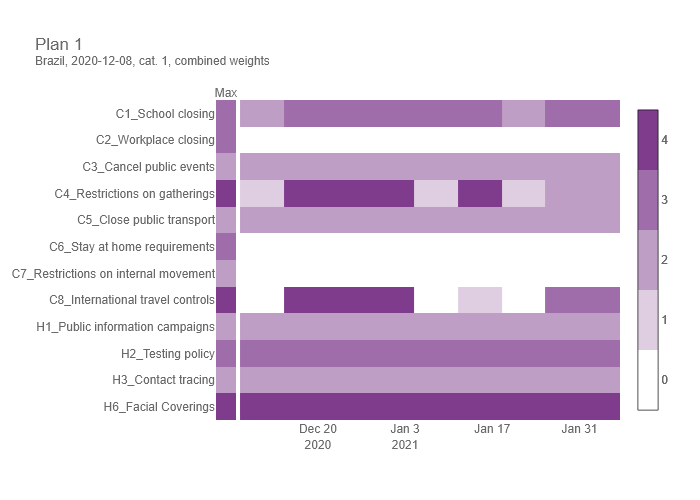 Plan 1
Brazil, 2020-12-08, cat. 1, combined weights
Max
C1_School closing
C2_Workplace closing
C3_Cancel public events
C4_Restrictions on gatherings
C5_Close public transport
C6_Stay at home requirements
C7_Restrictions on internal movement
C8_International travel controls
H1_Public information campaigns
H2_Testing policy
H3_Contact tracing
H6_Facial Coverings
Dec 20
2020
Jan 3
2021
Jan 17
Jan 31
4
3
2
1
0